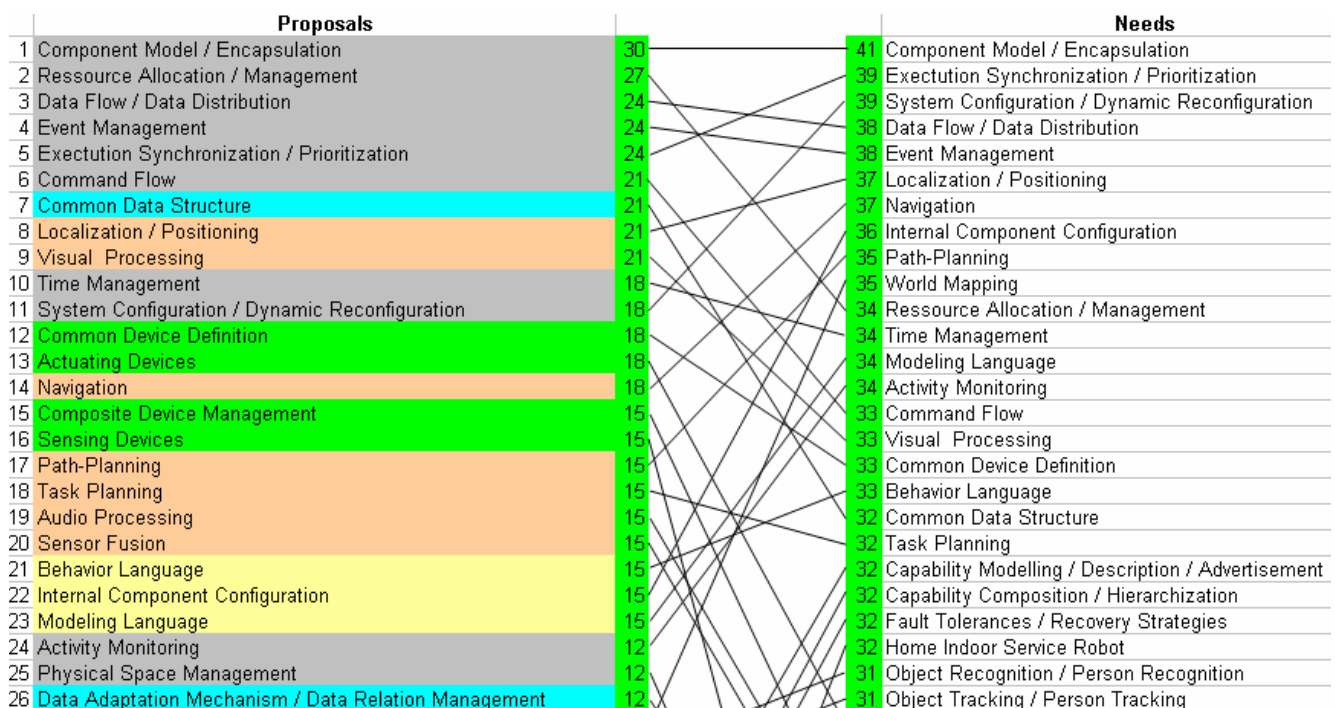 Proposals Needs
1 Component Model / Encapsulation 30 41 Component Model / Encapsulation
2 Ressource Allocation / Management 27 39 Exectution Synchronization / Prioritization
3 Data Flow / Data Distribution 24 39 System Configuration / Dynamic Reconfiguration
4 Event Management 24 38 Data Flow / Data Distribution
5 Exectution Synchronization / Prioritization 24 38 Event Management
6 Command Flow 21 37 Localization / Positioning
7 Common Data Structure 21 37 Navigation
8 Localization / Positioning 21 36 Internal Component Configuration
9 Visual Processing 21 35 Path-Planning
10 Time Management 18 35 World Mapping
11 System Configuration / Dynamic Reconfiguration 18 34 Ressource Allocation / Management
12 Common Device Definition 18 34 Time Management
13 Actuating Devices 18 34 Modeling Language
14 Navigation 18 34 Activity Monitoring
15 Composite Device Management 15 33 Command Flow
16 Sensing Devices 15 33 Visual Processing
17 Path-Planning 15 33 Common Device Definition
18 Task Planning 15 33 Behavior Language
19 Audio Processing 15 32 Common Data Structure
20 Sensor Fusion 15 32 Task Planning
21 Behavior Language 15 32 Capability Modelling / Description / Advertisement
22 Internal Component Configuration 15 32 Capability Composition / Hierarchization
23 Modeling Language 15 32 Fault Tolerances / Recovery Strategies
24 Activity Monitoring 12 32 Home Indoor Service Robot
25 Physical Space Management 12 31 Object Recognition / Person Recognition
26 Data Adaptation Mechanism / Data Relation Management 12 31 Object Tracking / Person Tracking